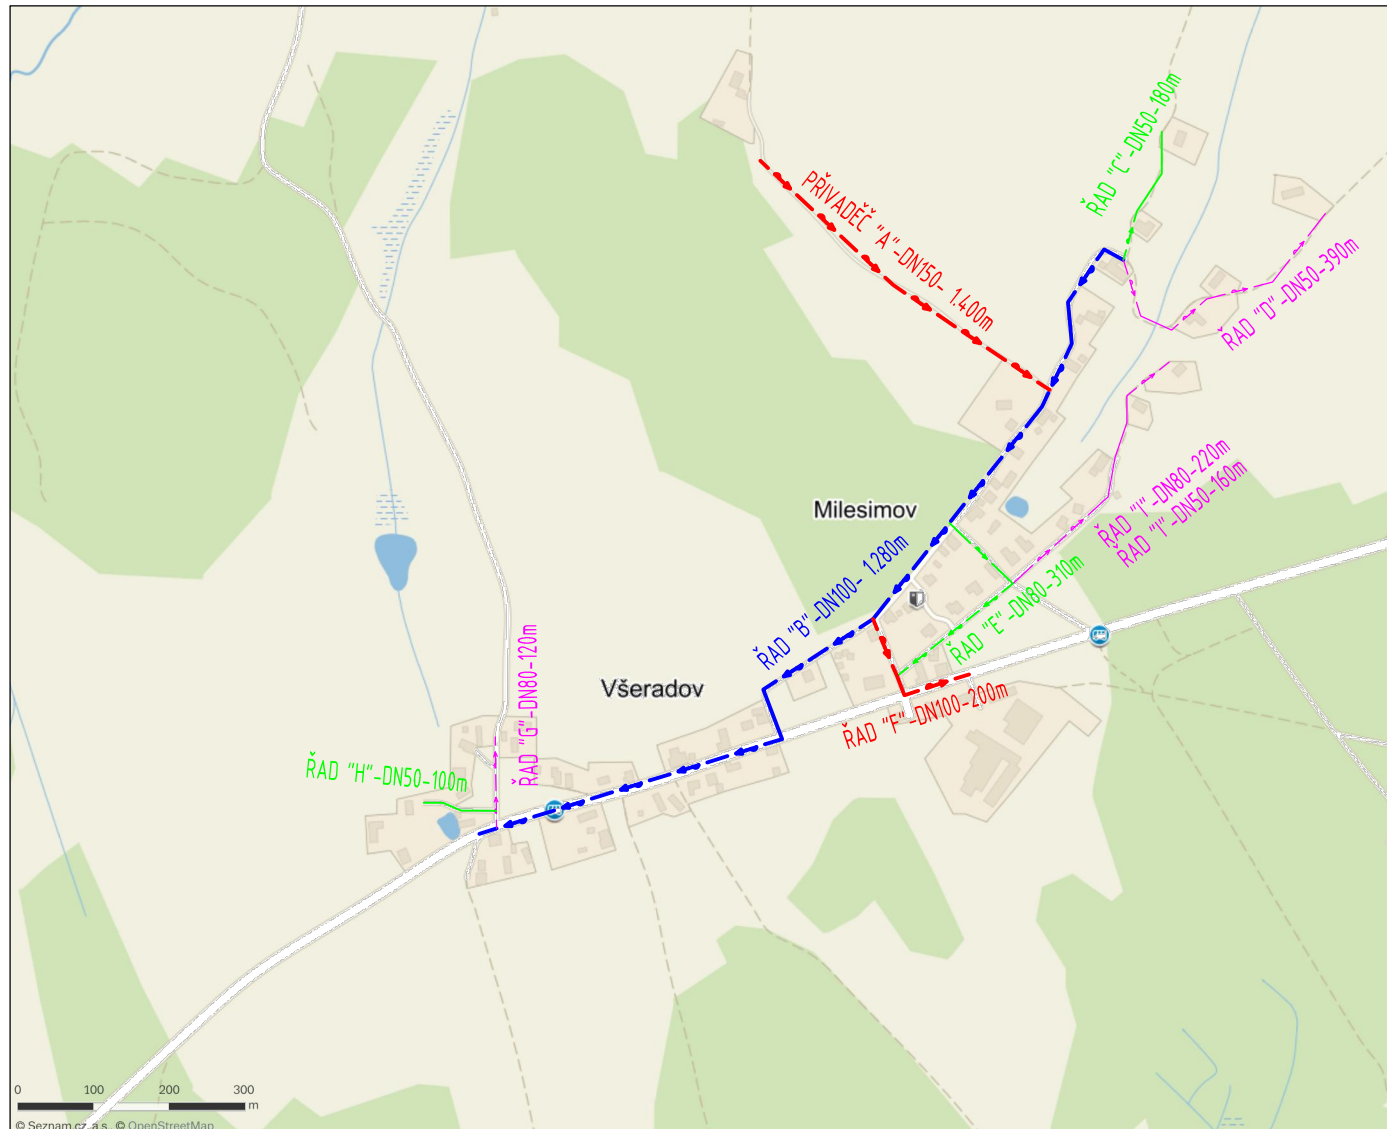 ŘAD "C"-DN50-180m
PŘIVADĚČ "A"-DN150- 1.400m
ŘAD "D"-DN50-390m
ŘAD "I"-DN80-220m
ŘAD "I"-DN50-160m
Milesimov
ŘAD "B"-DN100- 1.280m
ŘAD "E"-DN80-310m
Všeradov
ŘAD "F"-DN100-200m
ŘAD "G"-DN80-120m
ŘAD "H"-DN50-100m
0 100 200 300
m
© Seznam.cz, a.s., © OpenStreetMap